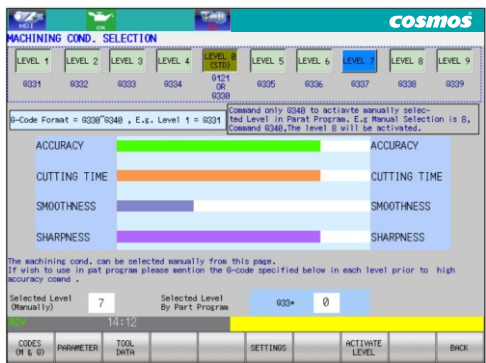 MDI
OK
cosmos
MACHINING COND. SELECTION
LEVEL 1 LEVEL 2 LEVEL 3 LEVEL 4 LEVEL 0 (STD) LEVEL 5 LEVEL 6 LEVEL 7 LEVEL 8 LEVEL 9
G331 G332 G333 G334 G121 OR G330 G335 G336 G337 G338 G339
G-Code Format = G330~G340 , E.g. Level 1 = G331
Command only G340 to actiavte manually selec-
ted Level in Parat Program. E.g Manual Selection is 8,
Command G340,The level 8 will be activated.
ACCURACY ACCURACY
CUTTING TIME CUTTING TIME
SMOOTHNESS SMOOTHNESS
SHARPNESS SHARPNESS
The machining cond. can be selected manually from this page.
If wish to use in pat program please mention the G-code specified below in each level prior to high
accuracy comnd .
Selected Level (Manually) 7 Selected Level By Part Program G33* 0
RDY 14:12
CODES (M & G) PARAMETER TOOL DATA SETTINGS ACTIVATE LEVEL BACK